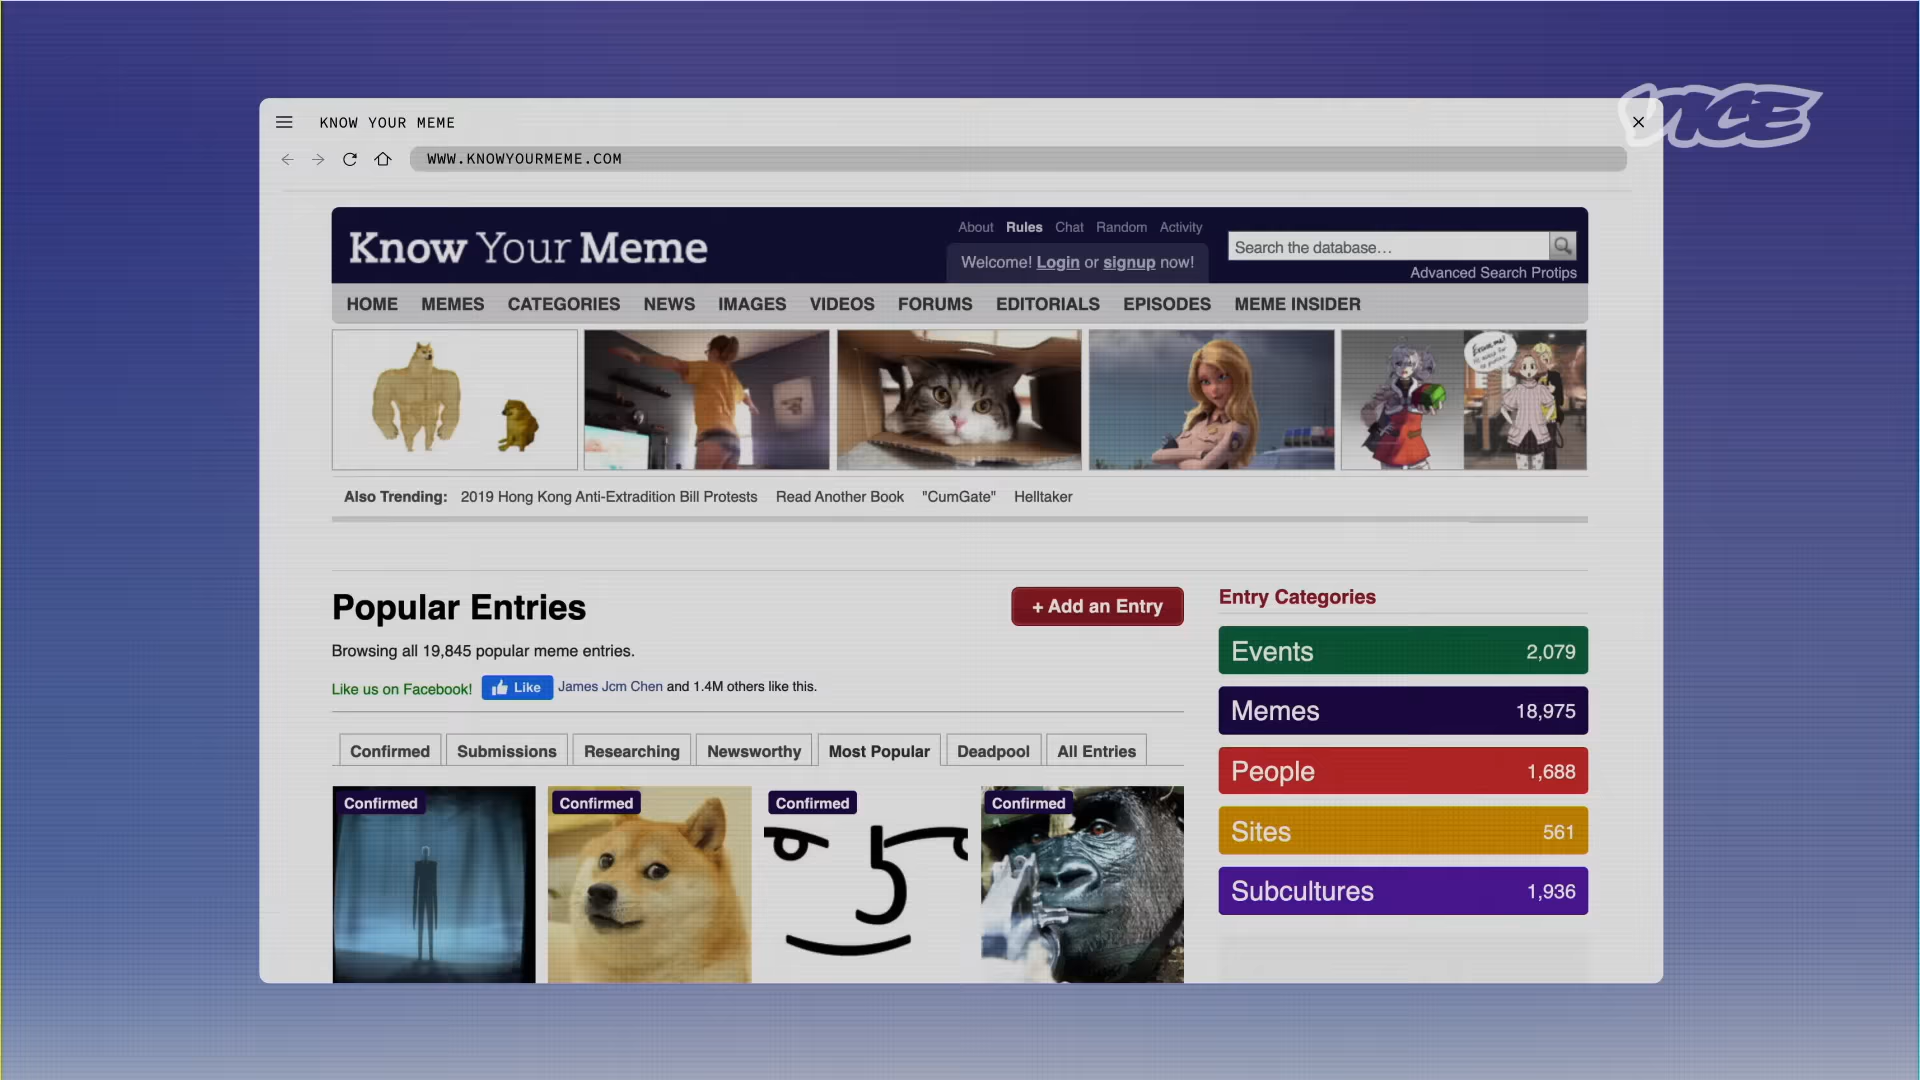 VICE
KNOW YOUR MEME
WWW.KNOWYOURMEME.COM
Know Your Meme
About Rules Chat Random Activity
Welcome! Login or signup now!
Search the database...
Advanced Search Protips
HOME MEMES CATEGORIES NEWS IMAGES VIDEOS FORUMS EDITORIALS EPISODES MEME INSIDER
Also Trending: 2019 Hong Kong Anti-Extradition Bill Protests Read Another Book "CumGate" Helltaker
Popular Entries
+ Add an Entry
Browsing all 19,845 popular meme entries.
Like us on Facebook! Like James Jcm Chen and 1.4M others like this.
Confirmed Submissions Researching Newsworthy Most Popular Deadpool All Entries
Confirmed
Confirmed
Confirmed
Confirmed
Entry Categories
Events 2,079
Memes 18,975
People 1,688
Sites 561
Subcultures 1,936